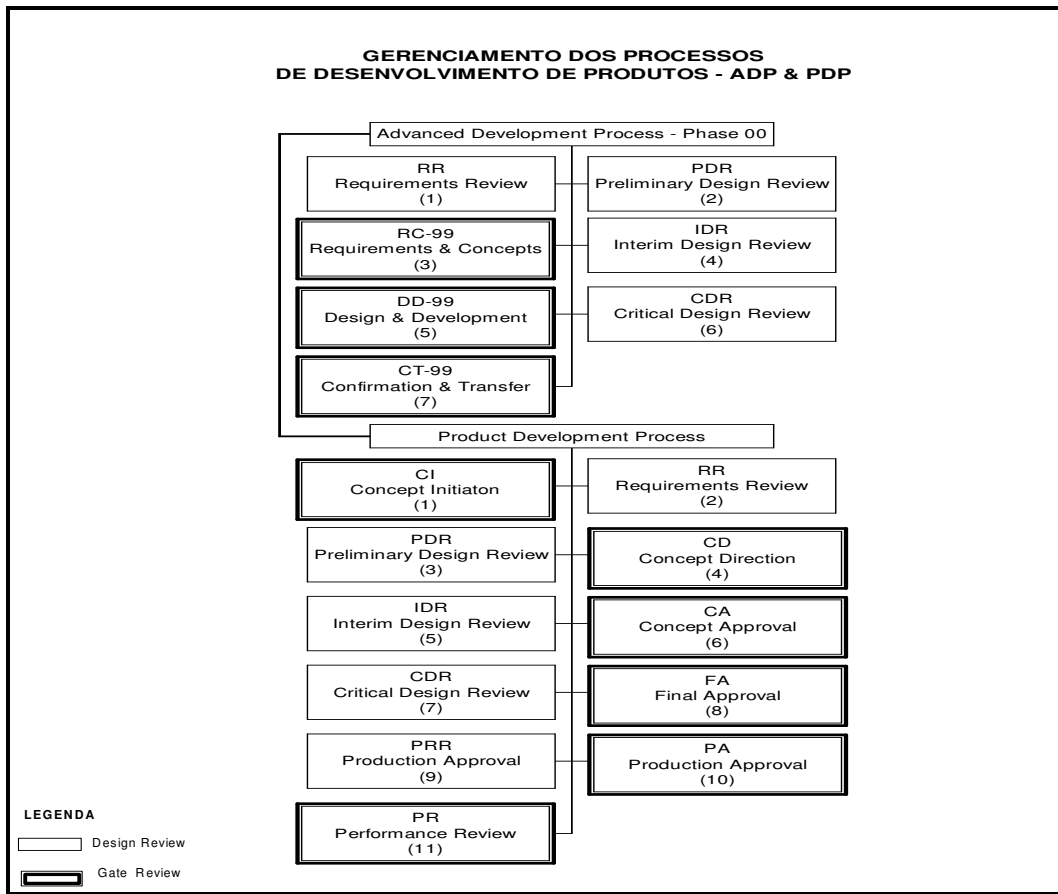 GERENCIAMENTO DOS PROCESSOS
DE DESENVOLVIMENTO DE PRODUTOS - ADP & PDP
Advanced Development Process - Phase 00
RR
Requirements Review
(1)
PDR
Preliminary Design Review
(2)
RC-99
Requirements & Concepts
(3)
IDR
Interim Design Review
(4)
DD-99
Design & Development
(5)
CDR
Critical Design Review
(6)
CT-99
Confirmation & Transfer
(7)
Product Development Process
CI
Concept Initiaton
(1)
RR
Requirements Review
(2)
PDR
Preliminary Design Review
(3)
CD
Concept Direction
(4)
IDR
Interim Design Review
(5)
CA
Concept Approval
(6)
CDR
Critical Design Review
(7)
FA
Final Approval
(8)
PRR
Production Approval
(9)
PA
Production Approval
(10)
PR
Performance Review
(11)
LEGENDA
Design Review
Gate Review